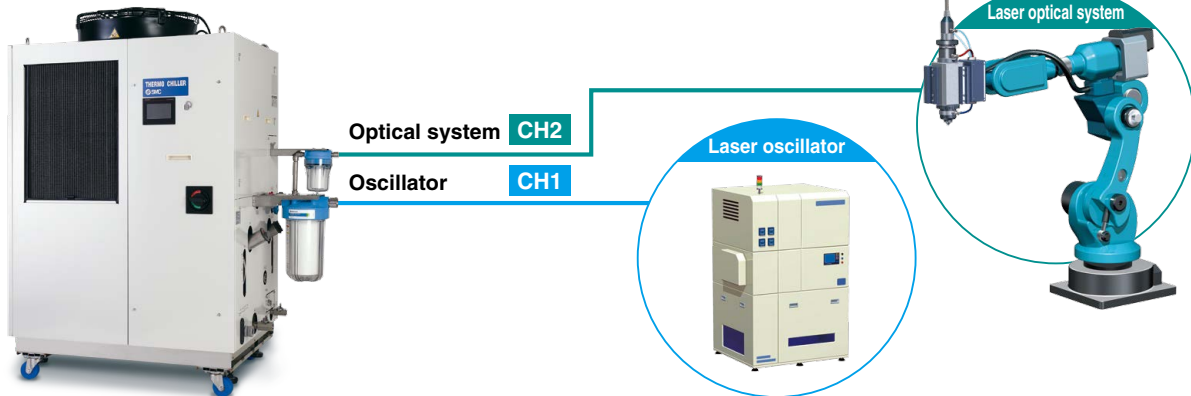 Laser optical system
THERMO CHILLER
SMC
Optical system CH2
Laser oscillator
Oscillator CH1